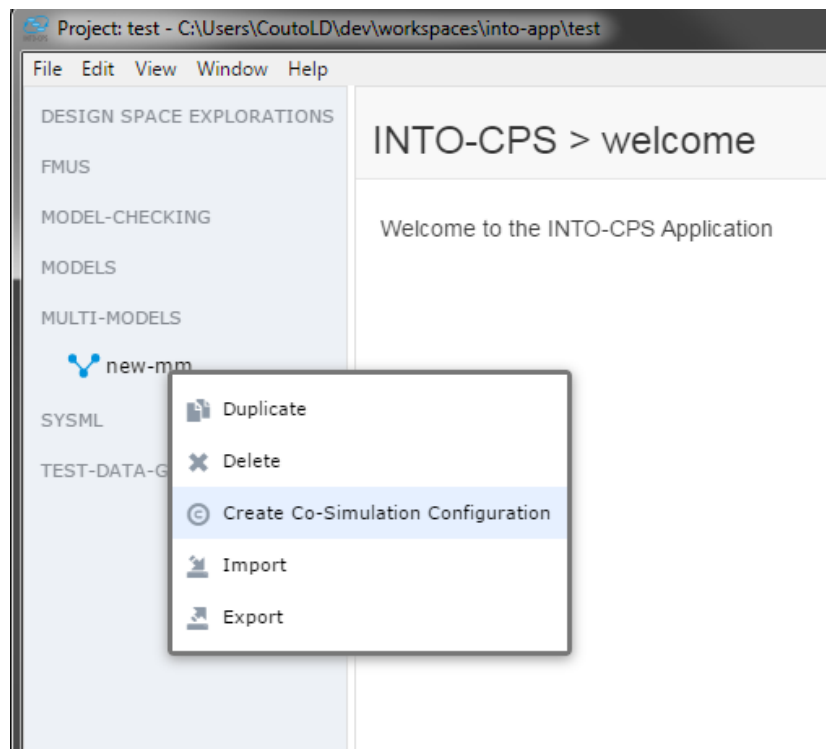 Project: test - C:\Users\CoutoLD\dev\workspaces\into-app\test
File Edit View Window Help
DESIGN SPACE EXPLORATIONS
FMUS
MODEL-CHECKING
MODELS
MULTI-MODELS
new-mm
SYSML
TEST-DATA-G
INTO-CPS > welcome
Welcome to the INTO-CPS Application
Duplicate
Delete
Create Co-Simulation Configuration
Import
Export